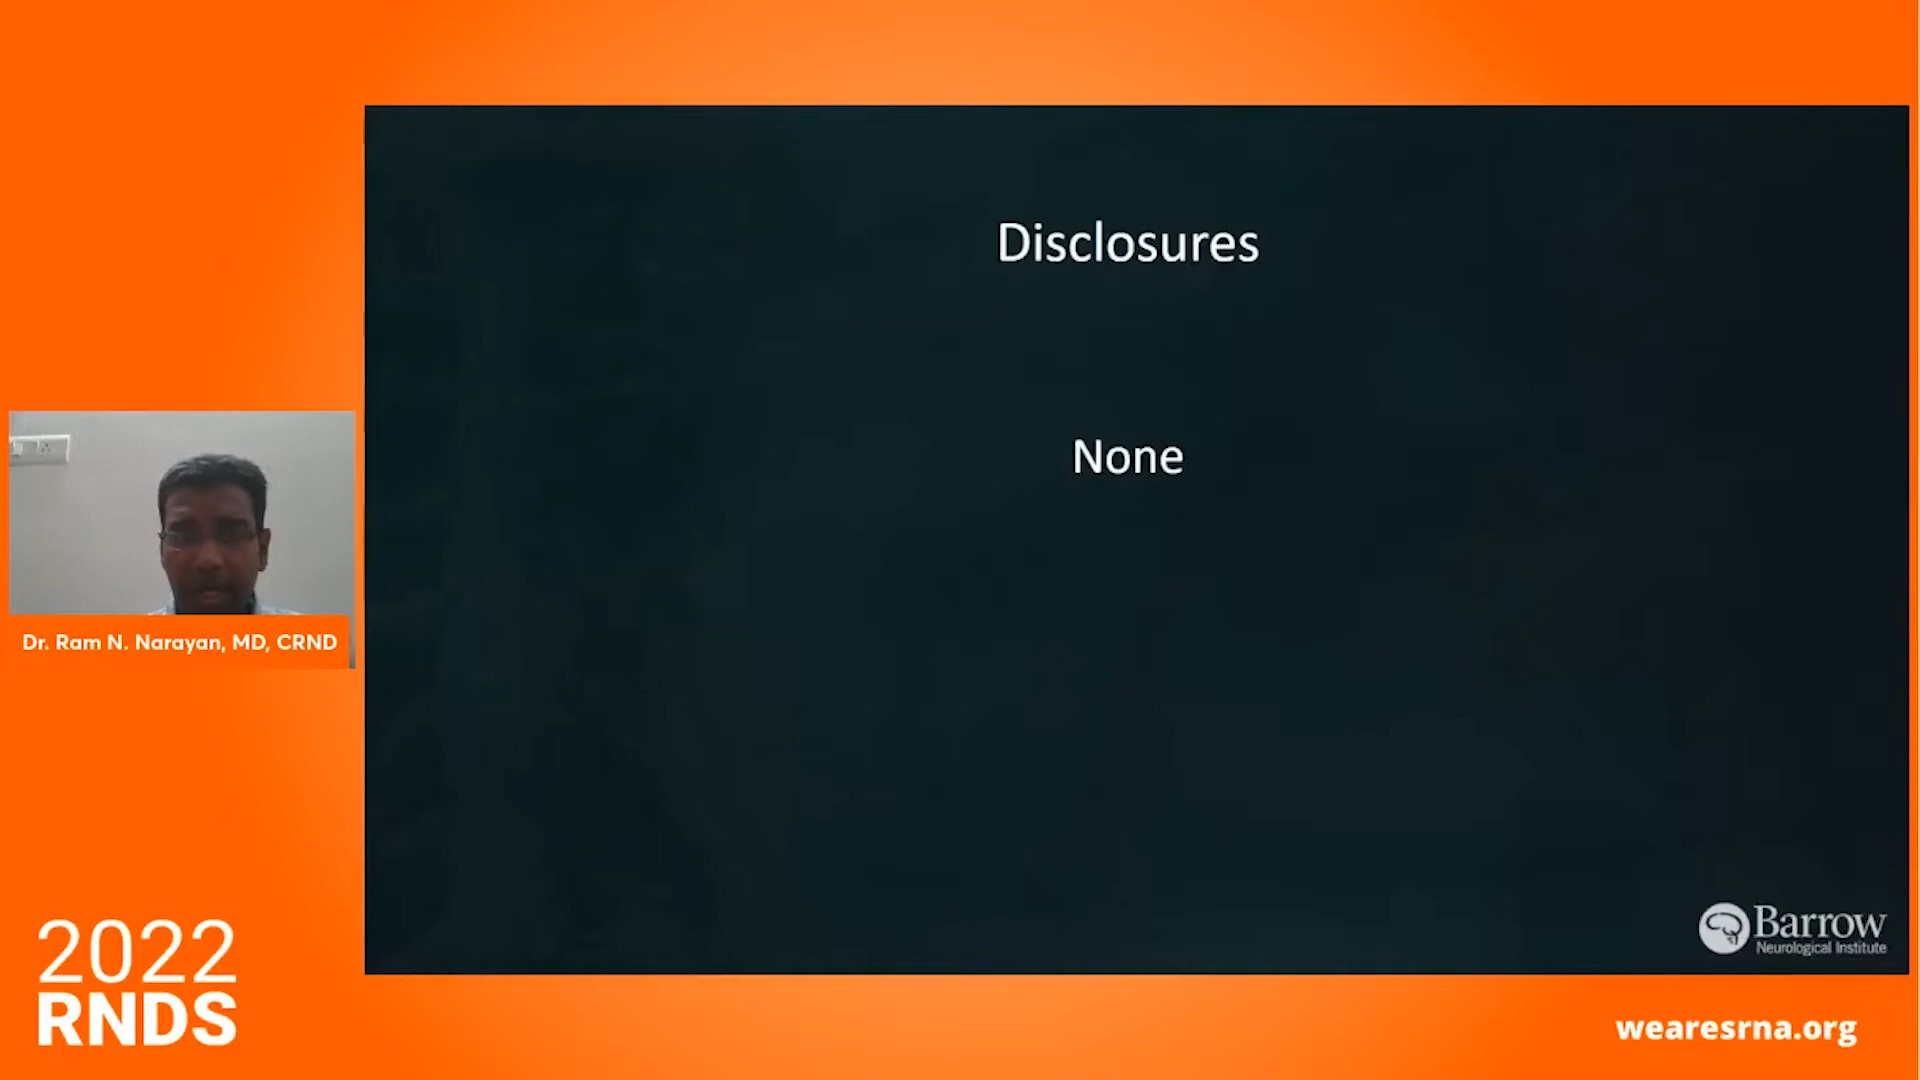 Disclosures
None
Dr. Ram N. Narayan, MD, CRND
Barrow
Neurological Institute
2022
RNDS
wearesrna.org